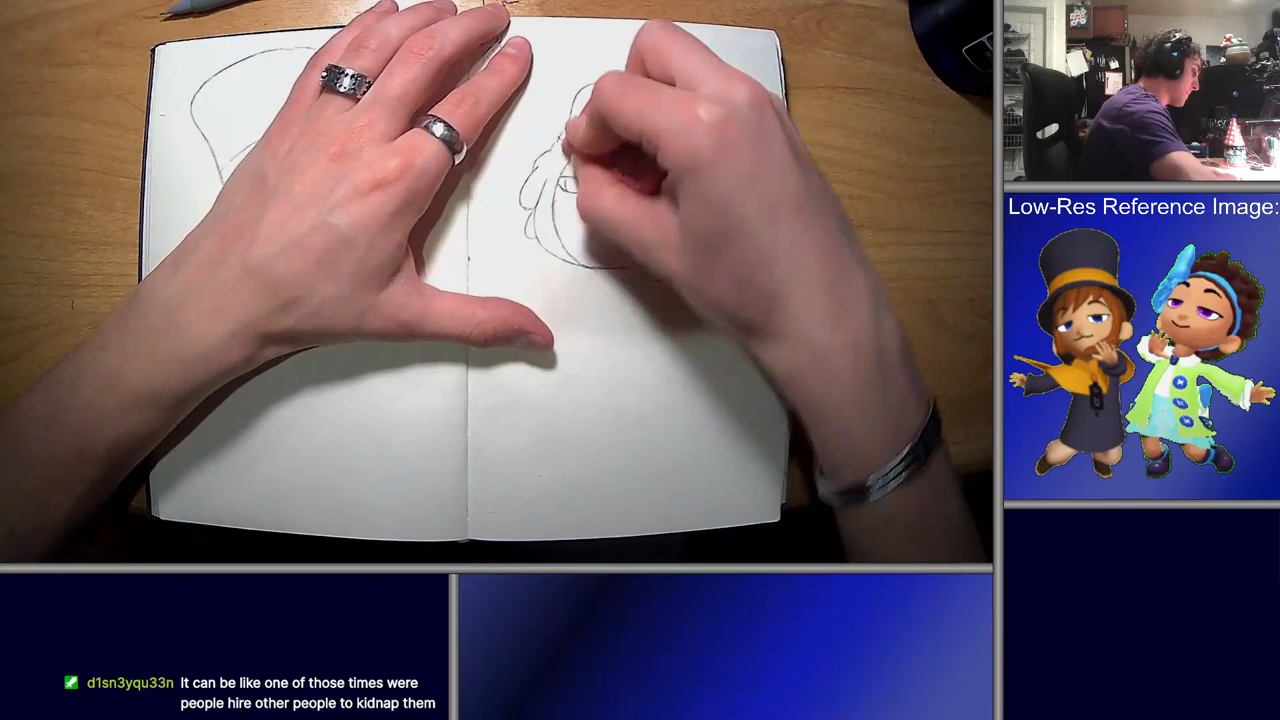 Low-Res Reference Image:
d1sn3yqu33n It can be like one of those times were
people hire other people to kidnap them